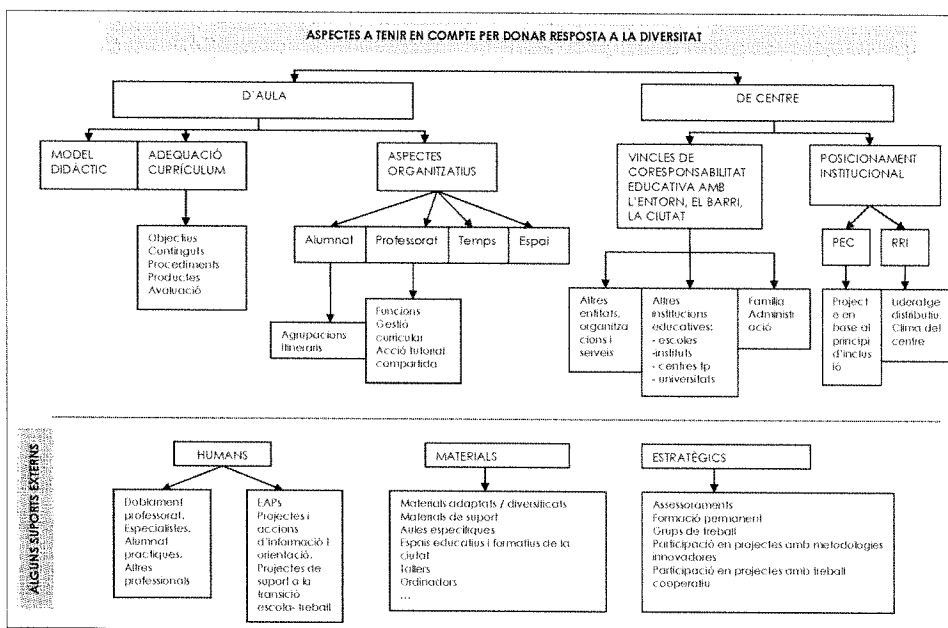 ASPECTES A TENIR EN COMPTE PER DONAR RESPOSTA A LA DIVERSITAT
D'AULA
DE CENTRE
MODEL
DIDÀCTIC
ADEQUACIÓ
CURRÍCULUM
ASPECTES
ORGANITZATIUS
VINCLES DE
CORESPONSABILITAT
EDUCATIVA AMB
L'ENTORN, EL BARRI,
LA CIUTAT
POSICIONAMENT
INSTITUCIONAL
Objectius
Continguts
Procediments
Productes
Avaluació
Alumnat
Professorat
Temps
Espai
PEC
RRI
Agrupacions
Itineraris
Funcions
Gestió
curricular
Acció tutorial
compartida
Altres
entitats,
organitza
cions i
serveis
Altres
institucions
educatives:
- escoles
-instituts
- centres fp
- universitats
Familia
Administr
ació
Project
e en
base al
principi
d'inclus
ió
Lideratge
distributiu.
Clima del
centre
ALGUNS SUPORTS EXTERNS
HUMANS
MATERIALS
ESTRATÈGICS
Doblament
professorat.
Especialistes.
Alumnat
pràctiques.
Altres
professionals
EAPs
Projectes i
accions
d'informació i
orientació.
Projectes de
suport a la
transició
escola- treball
Materials adaptats / diversificats
Materials de suport
Aules específiques
Espais educatius i formatius de la
ciutat
Tallers
Ordinadors
...
Assessoraments
Formació permanent
Grups de treball
Participació en projectes amb metodologies
innovadores
Participació en projectes amb treball
cooperatiu